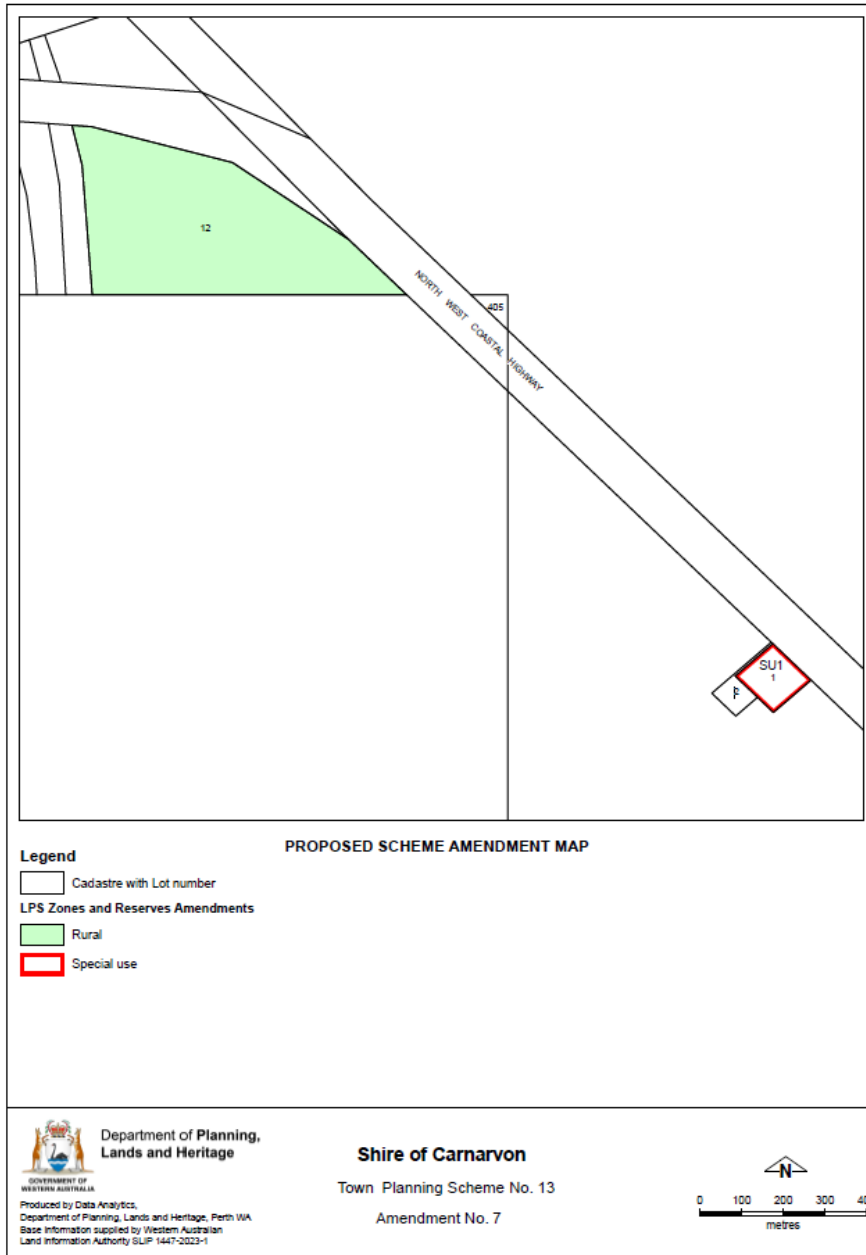 12
405
NORTH WEST COASTAL HIGHWAY
SU1
1
2
PROPOSED SCHEME AMENDMENT MAP
Legend
Cadastre with Lot number
LPS Zones and Reserves Amendments
Rural
Special use
Department of Planning,
Lands and Heritage
GOVERNMENT OF
WESTERN AUSTRALIA
Produced by Data Analytics,
Department of Planning, Lands and Heritage, Perth WA
Base Information supplied by Western Australian
Land Information Authority SLIP 1447-2023-1
Shire of Carnarvon
Town Planning Scheme No. 13
Amendment No. 7
N
0 100 200 300
metres